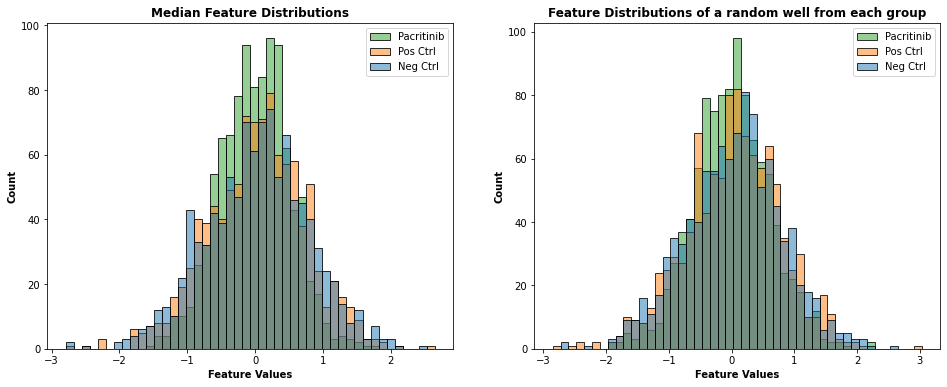 Median Feature Distributions
Pacritinib
Pos Ctrl
Neg Ctrl
100
80
60
40
20
0
Count
−3
−2
−1
0
1
2
Feature Values
Feature Distributions of a random well from each group
Pacritinib
Pos Ctrl
Neg Ctrl
100
80
60
40
20
0
Count
−3
−2
−1
0
1
2
3
Feature Values